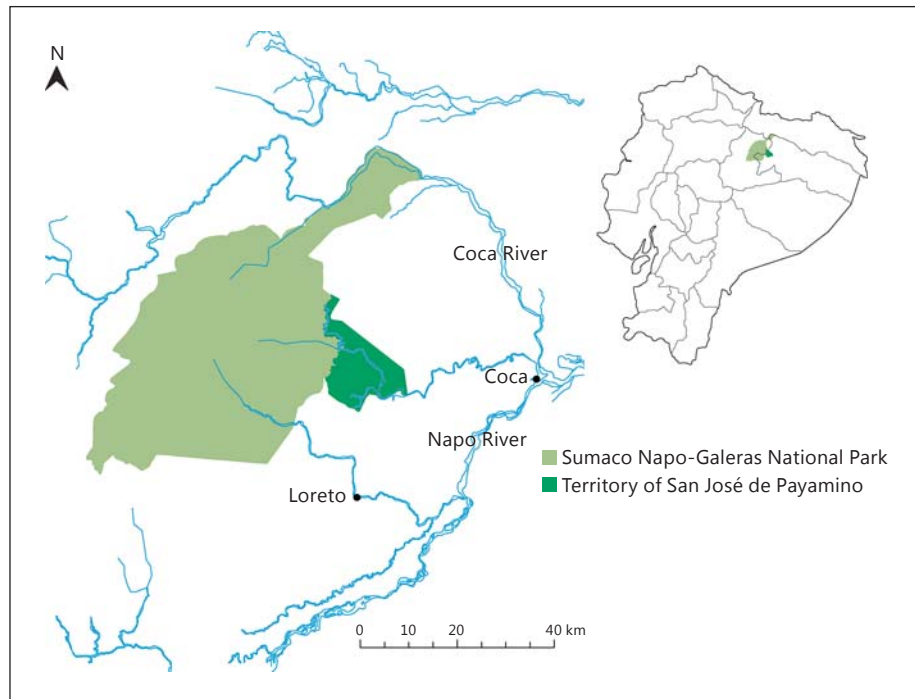 N
Coca River
Coca
Napo River
Sumaco Napo-Galeras National Park
Territory of San José de Payamino
Loreto
0 10 20 40 km